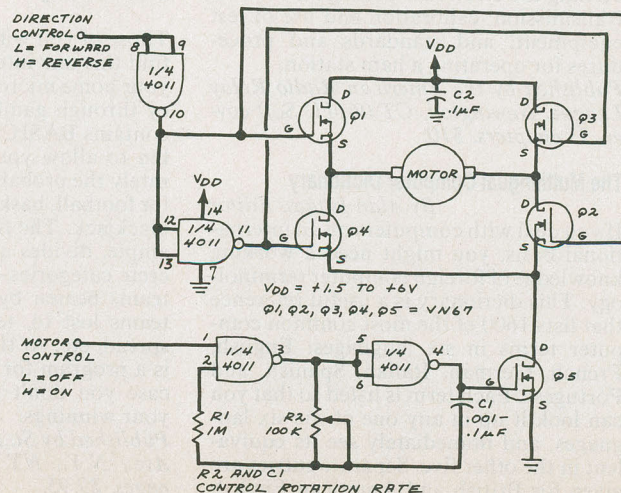 DIRECTION
CONTROL
L = FORWARD
H = REVERSE
8
9
1/4
4011
10
VDD
C2
.1µF
D
Q1
G
S
D
Q3
G
S
MOTOR
VDD
14
12
13
1/4
4011
11
7
D
Q4
G
S
D
Q2
G
S
VDD = +1.5 TO +6V
Q1, Q2, Q3, Q4, Q5 = VN67
MOTOR
CONTROL
L = OFF
H = ON
1
2
1/4
4011
3
5
6
1/4
4011
4
D
G
Q5
S
R1
1M
R2
100K
C1
.001-
.1µF
R2 AND C1
CONTROL ROTATION RATE